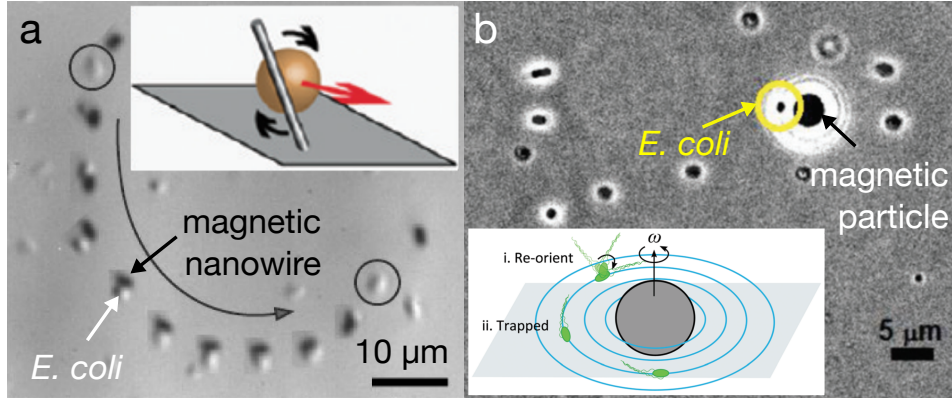 a
magnetic
nanowire
E. coli
10 µm
b
E. coli
magnetic
particle
i. Re-orient
ω
ii. Trapped
5 µm